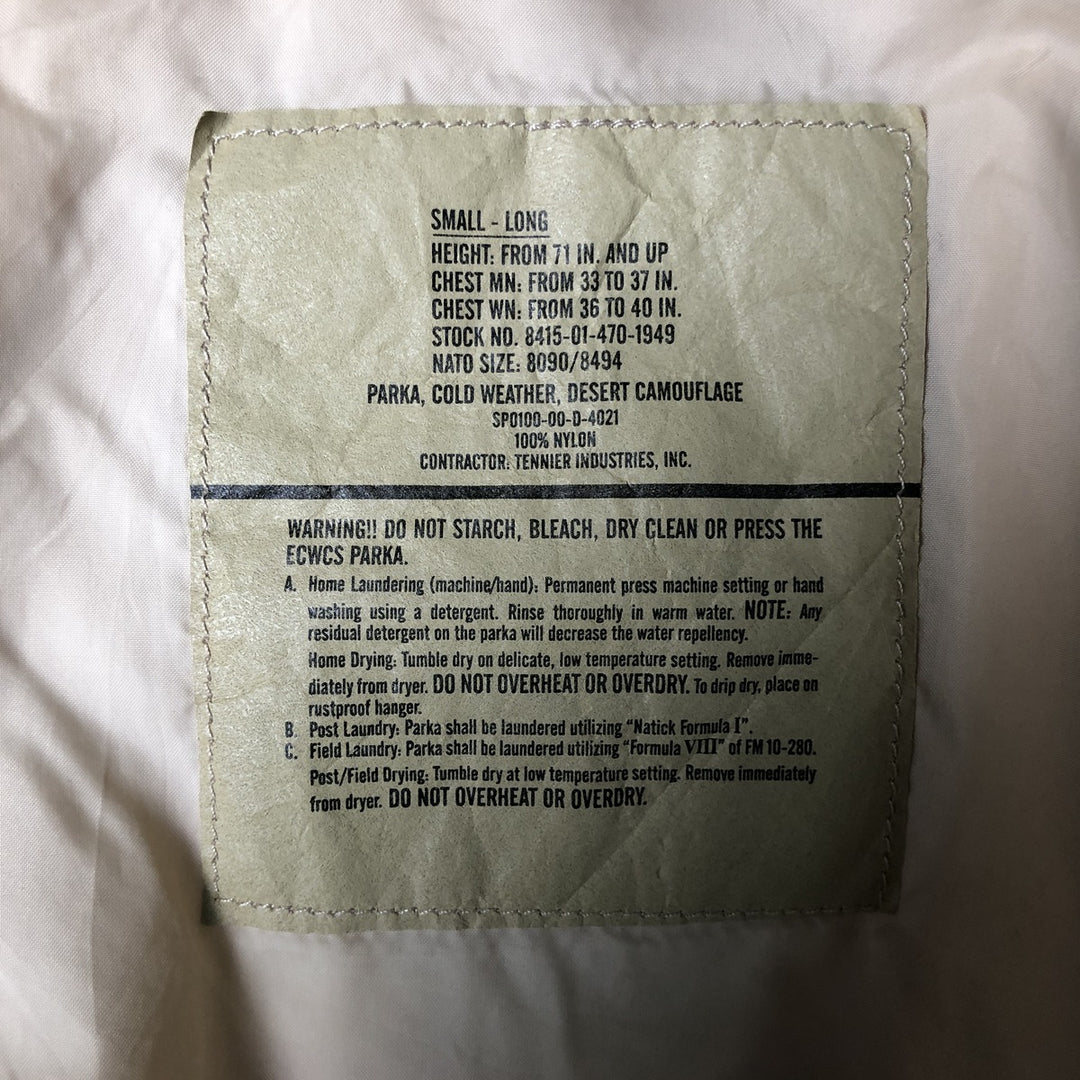 SMALL - LONG
HEIGHT: FROM 71 IN. AND UP
CHEST MN: FROM 33 TO 37 IN.
CHEST WN: FROM 36 TO 40 IN.
STOCK NO. 8415-01-470-1949
NATO SIZE: 8090/8494
PARKA, COLD WEATHER, DESERT CAMOUFLAGE
SP0100-00-D-4021
100% NYLON
CONTRACTOR: TENNIER INDUSTRIES, INC.
WARNING!! DO NOT STARCH, BLEACH, DRY CLEAN OR PRESS THE
ECWCS PARKA.
A. Home Laundering (machine/hand): Permanent press machine setting or hand
washing using a detergent. Rinse thoroughly in warm water. NOTE: Any
residual detergent on the parka will decrease the water repellency.
Home Drying: Tumble dry on delicate, low temperature setting. Remove imme-
diately from dryer. DO NOT OVERHEAT OR OVERDRY. To drip dry, place on
rustproof hanger.
B. Post Laundry: Parka shall be laundered utilizing "Natick Formula I".
C. Field Laundry: Parka shall be laundered utilizing "Formula VIII" of FM 10-280.
Post/Field Drying: Tumble dry at low temperature setting. Remove immediately
from dryer. DO NOT OVERHEAT OR OVERDRY.